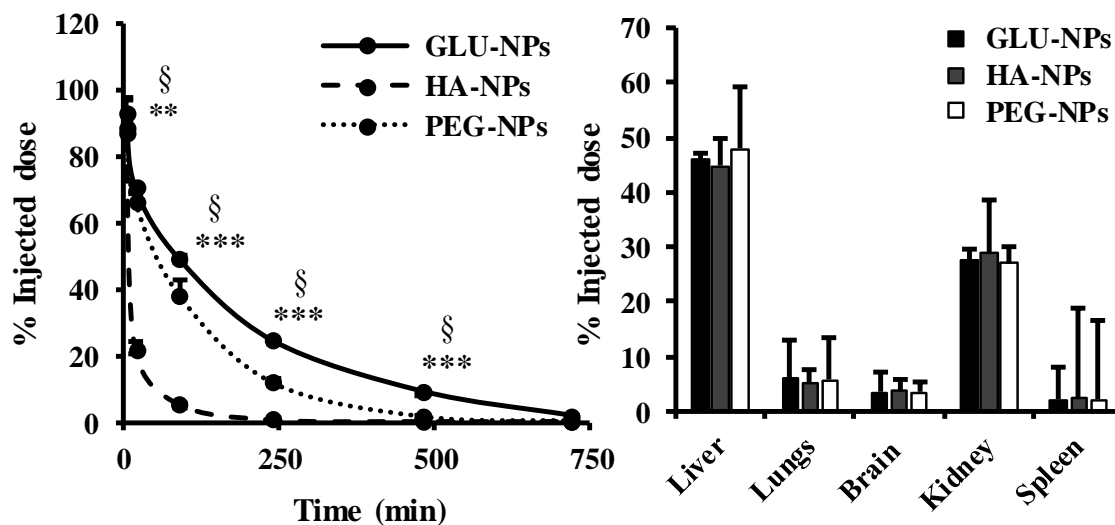 % Injected dose
120
100
80
60
40
20
0
GLU-NPs
HA-NPs
PEG-NPs
§
**
§
***
§
***
§
***
0 250 500 750
Time (min)
% Injected dose
70
60
50
40
30
20
10
0
GLU-NPs
HA-NPs
PEG-NPs
Liver Lungs Brain Kidney Spleen